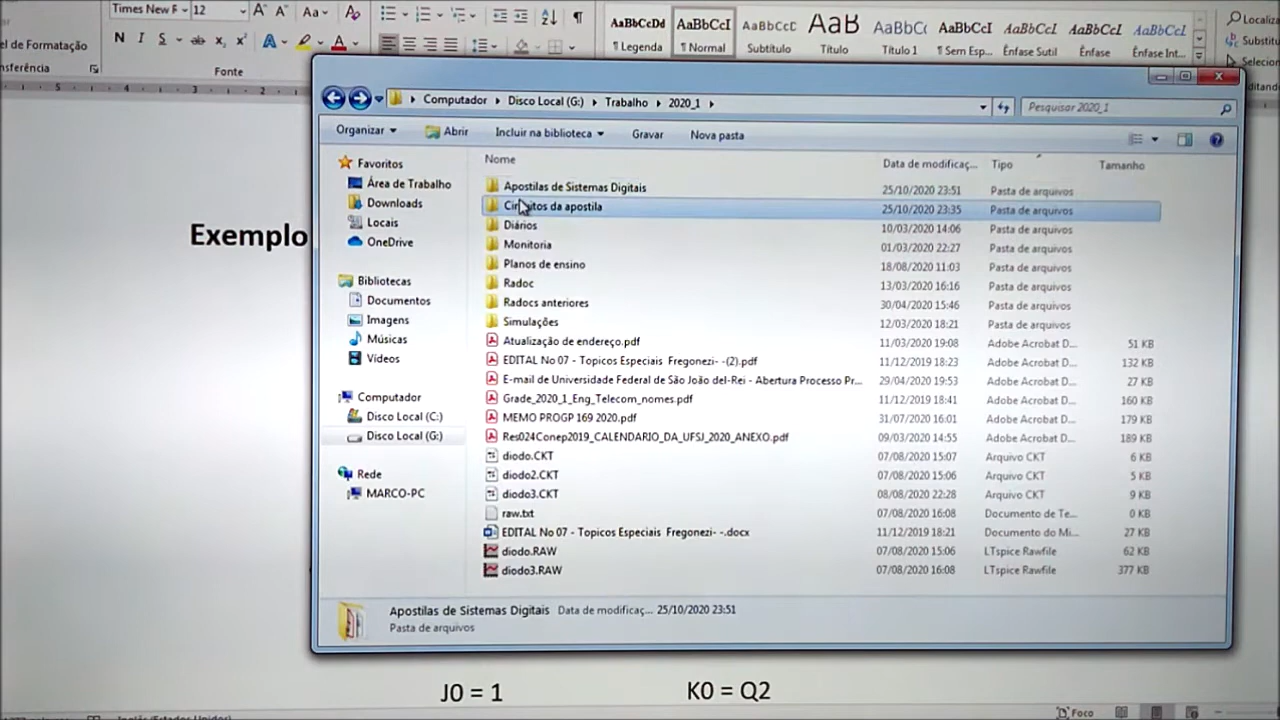 Times New R 12 A A Aa
AaBbCcDd AaBbCcI AaBbCcC AaB AaBbC AaBbCcI AaBbCcI AaBbCcI AaBbCcI
Localiza
el de Formatação N I S ab x₂ x² A A
¶ Legenda ¶ Normal Subtítulo Título Título 1 ¶ Sem Esp... Ênfase Sutil Ênfase Ênfase Int...
Substitu
Selecion
sferência Fonte
5 4 3 2
Computador Disco Local (G:) Trabalho 2020_1
Pesquisar 2020_1
Organizar Abrir Incluir na biblioteca Gravar Nova pasta
Nome Data de modificaç... Tipo Tamanho
Favoritos
Área de Trabalho
Downloads
Locais
OneDrive
Bibliotecas
Documentos
Imagens
Músicas
Vídeos
Computador
Disco Local (C:)
Disco Local (G:)
Rede
MARCO-PC
Apostilas de Sistemas Digitais 25/10/2020 23:51 Pasta de arquivos
Circuitos da apostila 25/10/2020 23:35 Pasta de arquivos
Diários 10/03/2020 14:06 Pasta de arquivos
Monitoria 01/03/2020 22:27 Pasta de arquivos
Planos de ensino 18/08/2020 11:03 Pasta de arquivos
Radoc 13/03/2020 16:16 Pasta de arquivos
Radocs anteriores 30/04/2020 15:46 Pasta de arquivos
Simulações 12/03/2020 18:21 Pasta de arquivos
Atualização de endereço.pdf 11/03/2020 19:08 Adobe Acrobat D... 51 KB
EDITAL No 07 - Topicos Especiais Fregonezi- -(2).pdf 11/12/2019 18:23 Adobe Acrobat D... 132 KB
E-mail de Universidade Federal de São João del-Rei - Abertura Processo Pr... 29/04/2020 19:53 Adobe Acrobat D... 27 KB
Grade_2020_1_Eng_Telecom_nomes.pdf 11/12/2019 18:41 Adobe Acrobat D... 160 KB
MEMO PROGP 169 2020.pdf 31/07/2020 16:01 Adobe Acrobat D... 179 KB
Res024Conep2019_CALENDARIO_DA_UFSJ_2020_ANEXO.pdf 09/03/2020 14:55 Adobe Acrobat D... 189 KB
diodo.CKT 07/08/2020 15:07 Arquivo CKT 6 KB
diodo2.CKT 07/08/2020 15:06 Arquivo CKT 5 KB
diodo3.CKT 08/08/2020 22:28 Arquivo CKT 9 KB
raw.txt 07/08/2020 16:08 Documento de Te... 0 KB
EDITAL No 07 - Topicos Especiais Fregonezi- -.docx 11/12/2019 18:21 Documento do Mi... 27 KB
diodo.RAW 07/08/2020 15:06 LTspice Rawfile 62 KB
diodo3.RAW 07/08/2020 16:08 LTspice Rawfile 377 KB
Apostilas de Sistemas Digitais Data de modificaç... 25/10/2020 23:51
Pasta de arquivos
Exemplo
J0 = 1 K0 = Q2
Inglês (Estados Unidos)
Foco